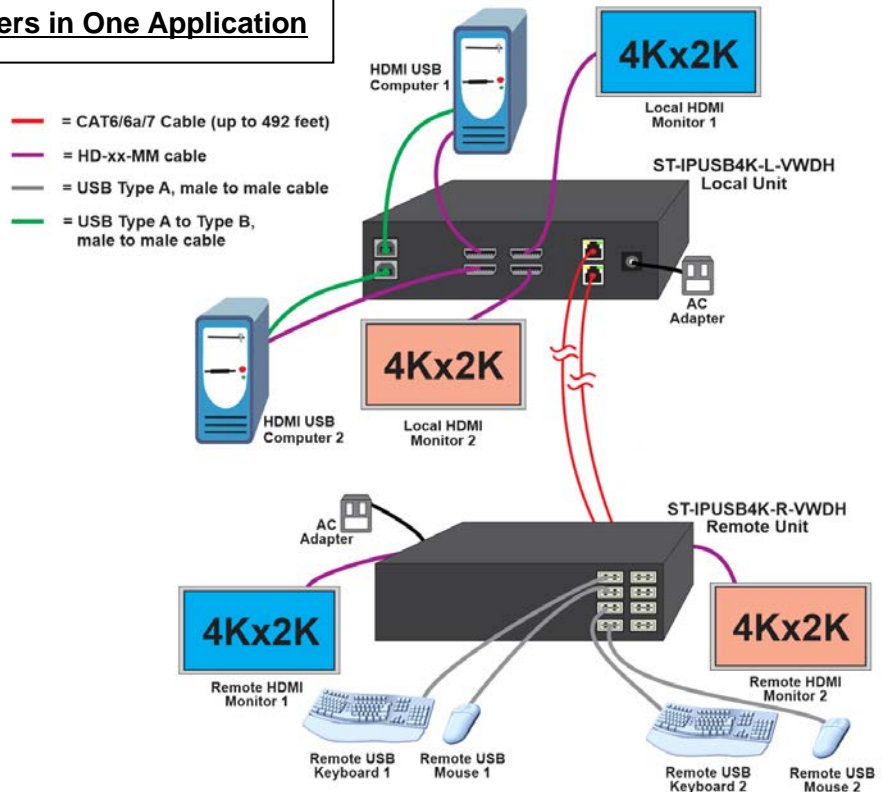 ers in One Application
= CAT6/6a/7 Cable (up to 492 feet)
= HD-xx-MM cable
= USB Type A, male to male cable
= USB Type A to Type B,
male to male cable
HDMI USB
Computer 1
4Kx2K
Local HDMI
Monitor 1
ST-IPUSB4K-L-VWDH
Local Unit
AC
Adapter
HDMI USB
Computer 2
4Kx2K
Local HDMI
Monitor 2
AC
Adapter
ST-IPUSB4K-R-VWDH
Remote Unit
4Kx2K
Remote HDMI
Monitor 1
4Kx2K
Remote HDMI
Monitor 2
Remote USB
Keyboard 1
Remote USB
Mouse 1
Remote USB
Keyboard 2
Remote USB
Mouse 2